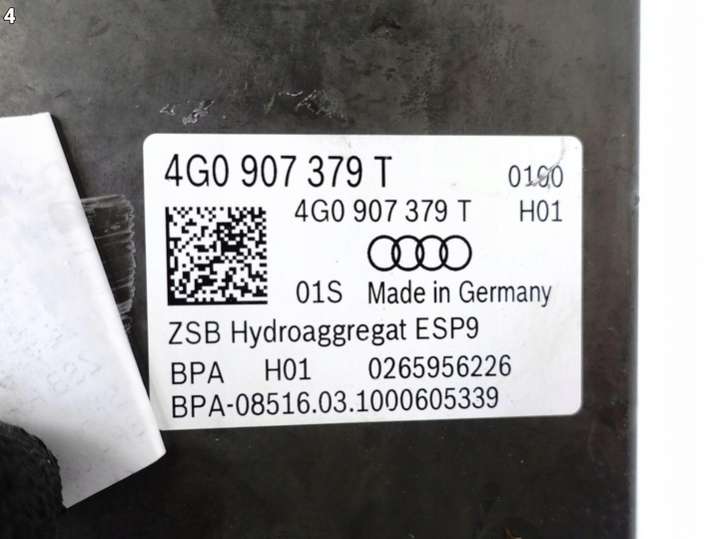 4
4G0 907 379 T 0100
4G0 907 379 T H01
01S Made in Germany
ZSB Hydroaggregat ESP9
BPA H01 0265956226
BPA-08516.03.1000605339